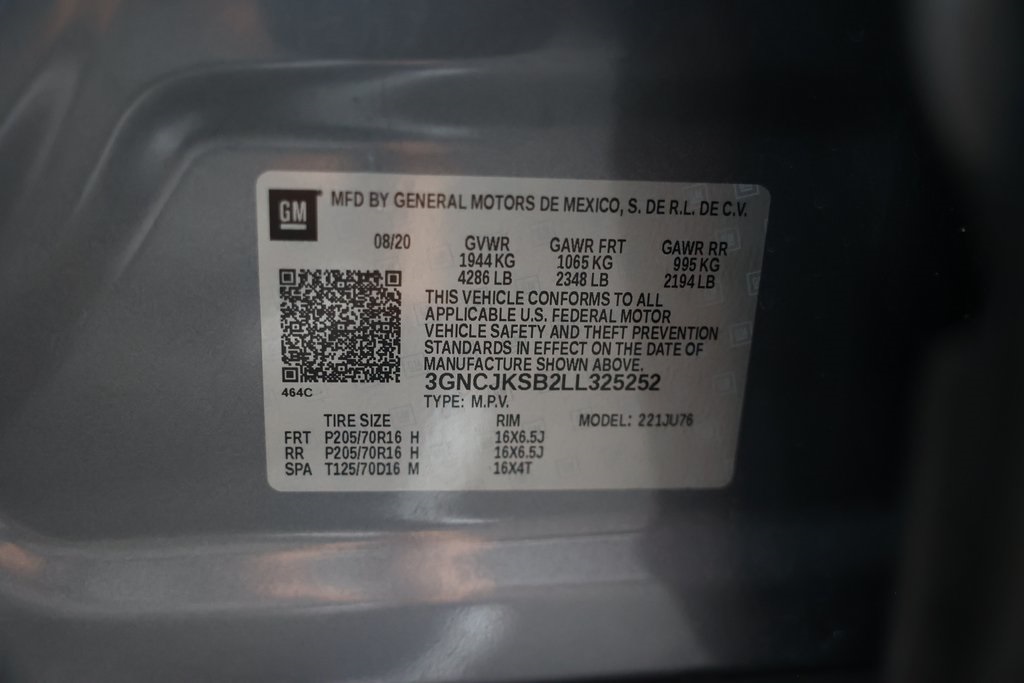 GM MFD BY GENERAL MOTORS DE MEXICO, S. DE R.L. DE C.V.
08/20 GVWR GAWR FRT GAWR RR
1944 KG 1065 KG 995 KG
4286 LB 2348 LB 2194 LB
THIS VEHICLE CONFORMS TO ALL
APPLICABLE U.S. FEDERAL MOTOR
VEHICLE SAFETY AND THEFT PREVENTION
STANDARDS IN EFFECT ON THE DATE OF
MANUFACTURE SHOWN ABOVE.
3GNCJKSB2LL325252
464C
TYPE: M.P.V.
TIRE SIZE RIM MODEL: 221JU76
FRT P205/70R16 H 16X6.5J
RR P205/70R16 H 16X6.5J
SPA T125/70D16 M 16X4T